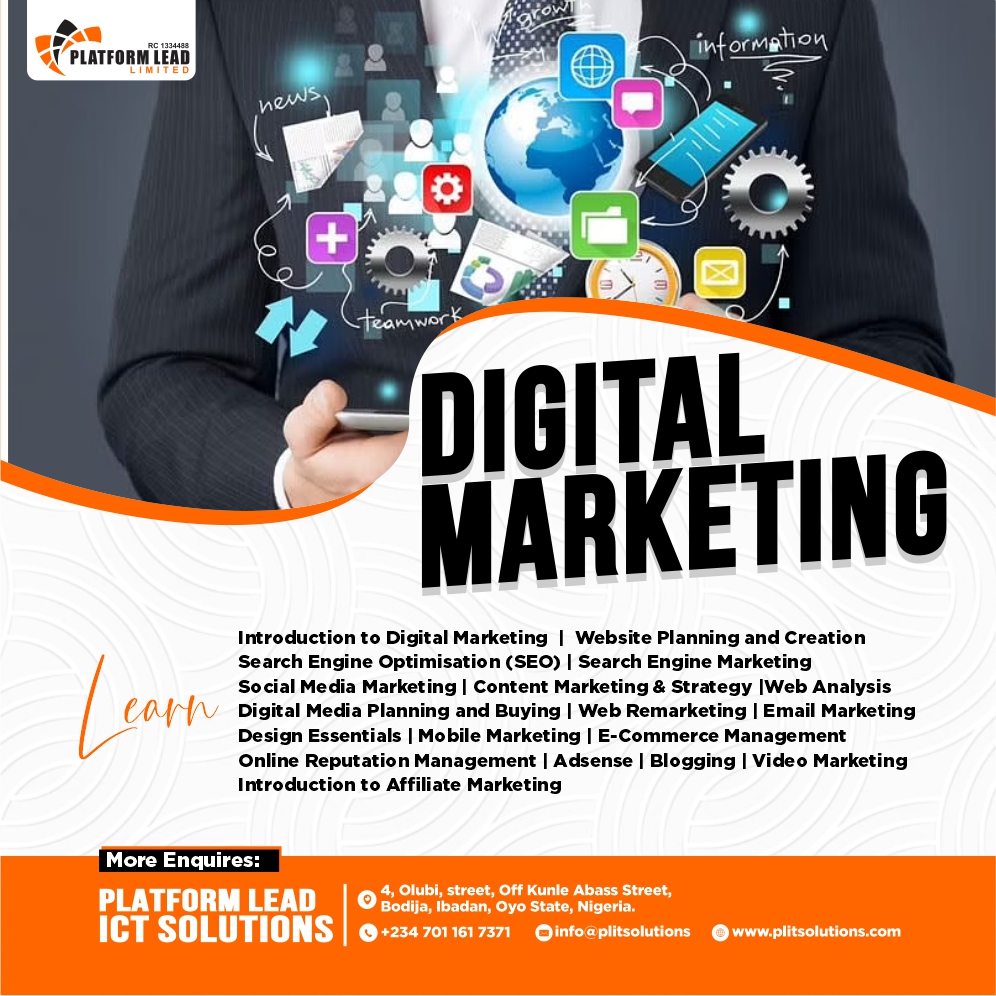 RC 1334488
PLATFORM LEAD
LIMITED
growth
information
news
teamwork
DIGITAL
MARKETING
Learn
Introduction to Digital Marketing | Website Planning and Creation
Search Engine Optimisation (SEO) | Search Engine Marketing
Social Media Marketing | Content Marketing & Strategy |Web Analysis
Digital Media Planning and Buying | Web Remarketing | Email Marketing
Design Essentials | Mobile Marketing | E-Commerce Management
Online Reputation Management | Adsense | Blogging | Video Marketing
Introduction to Affiliate Marketing
More Enquires:
PLATFORM LEAD
ICT SOLUTIONS
4, Olubi, street, Off Kunle Abass Street,
Bodija, Ibadan, Oyo State, Nigeria.
+234 701 161 7371 info@plitsolutions www.plitsolutions.com